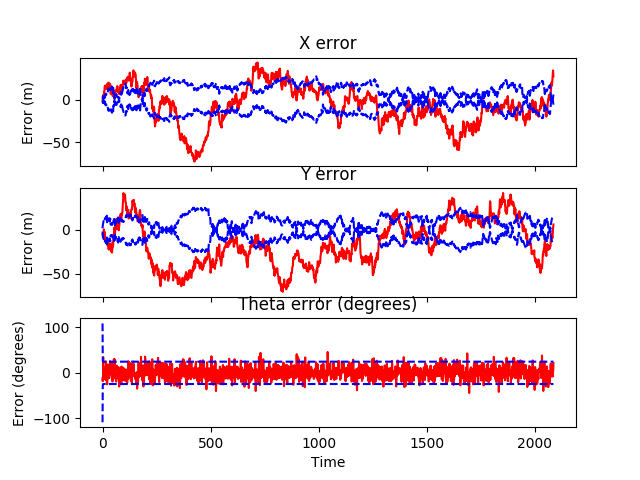 X error
Error (m)
0
−50
Y error
Error (m)
0
−50
Theta error (degrees)
Error (degrees)
100
0
−100
0
500
1000
1500
2000
Time